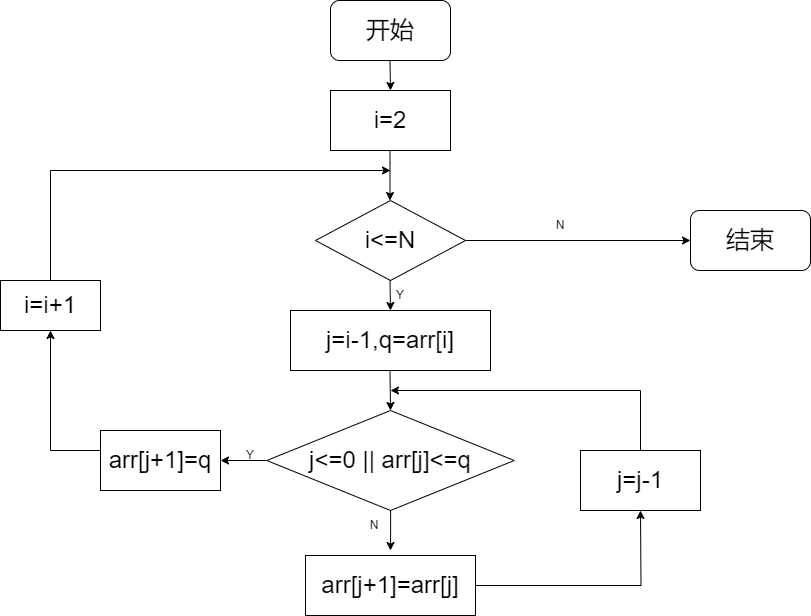 开始
i=2
i<=N
N
结束
Y
i=i+1
j=i-1,q=arr[i]
j<=0 || arr[j]<=q
Y
arr[j+1]=q
N
j=j-1
arr[j+1]=arr[j]